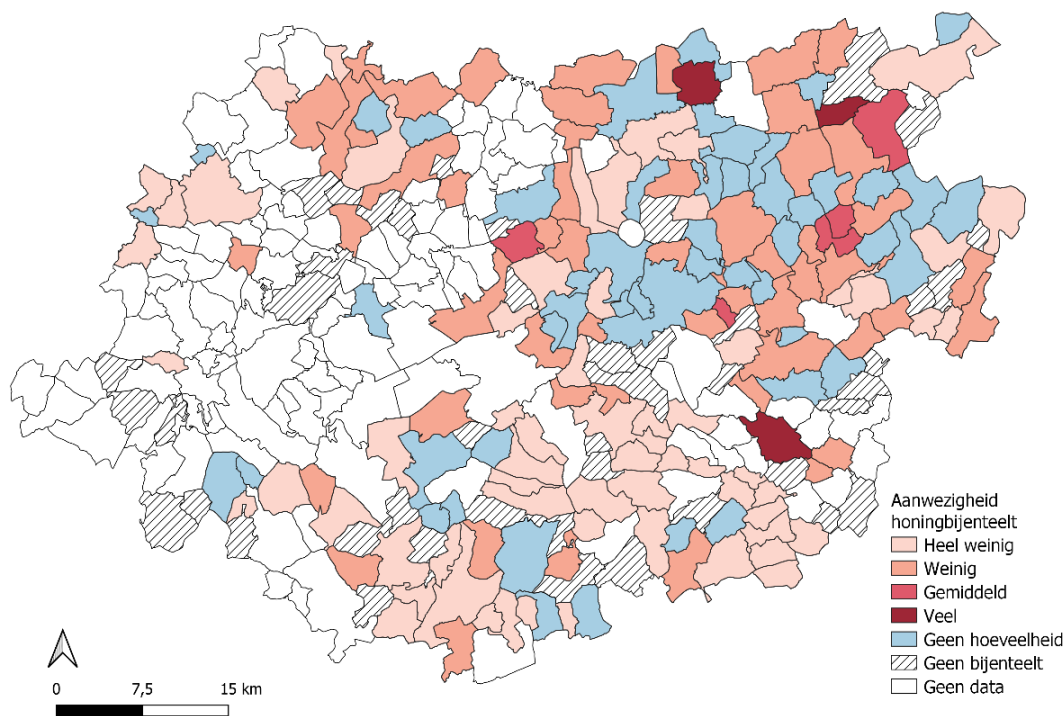 Aanwezigheid
honingbijenteelt
Heel weinig
Weinig
Gemiddeld
Veel
Geen hoeveelheid
Geen bijenteelt
Geen data
0 7,5 15 km